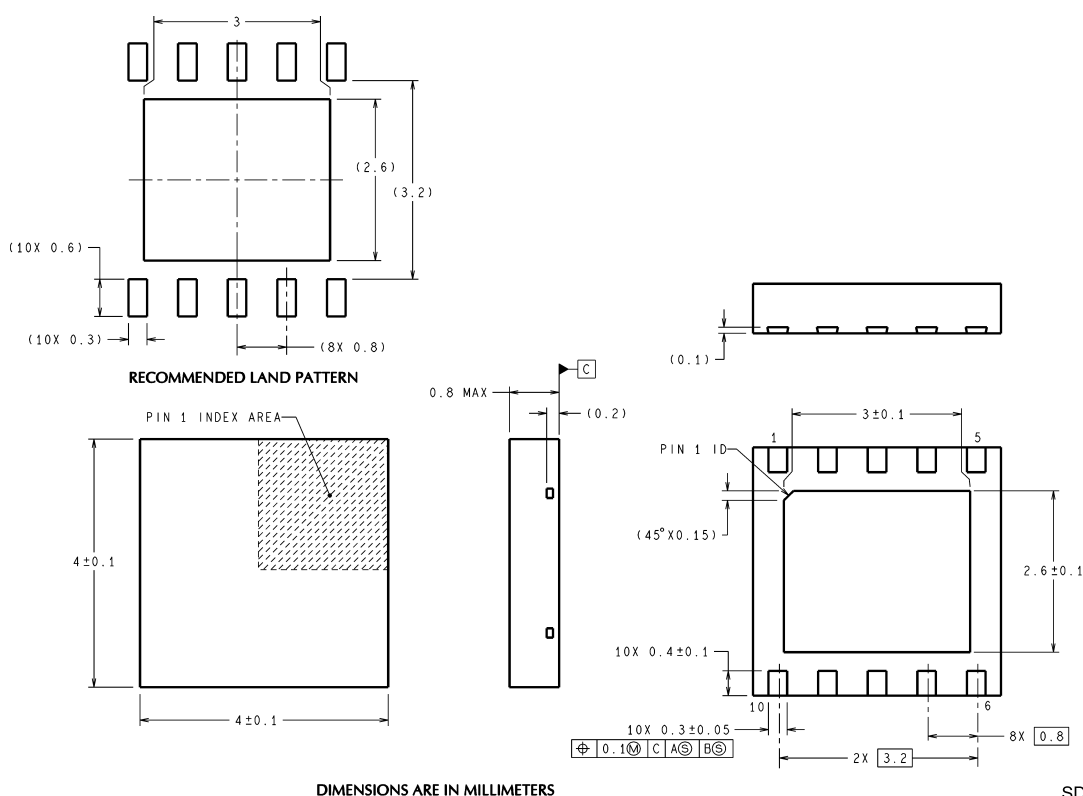 3
(2.6)
(3.2)
(10X 0.6)
(10X 0.3)
(8X 0.8)
RECOMMENDED LAND PATTERN
(0.1)
0.8 MAX
C
(0.2)
PIN 1 INDEX AREA
4±0.1
4±0.1
3±0.1
1
5
PIN 1 ID
(45°X0.15)
2.6±0.1
10X 0.4±0.1
10
6
10X 0.3±0.05
⌖ 0.1Ⓜ C AⓈ BⓈ
8X 0.8
2X 3.2
DIMENSIONS ARE IN MILLIMETERS
SD